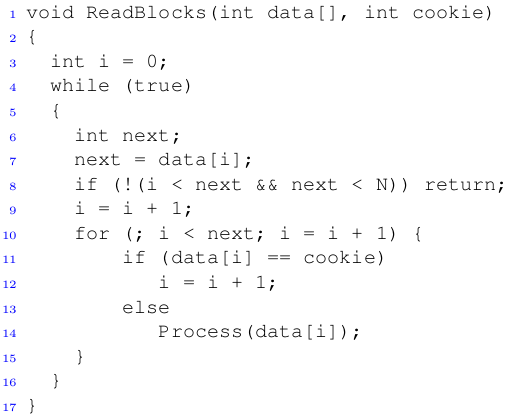 1 void ReadBlocks(int data[], int cookie)
2 {
3 int i = 0;
4 while (true)
5 {
6 int next;
7 next = data[i];
8 if (!(i < next && next < N)) return;
9 i = i + 1;
10 for (; i < next; i = i + 1) {
11 if (data[i] == cookie)
12 i = i + 1;
13 else
14 Process(data[i]);
15 }
16 }
17 }